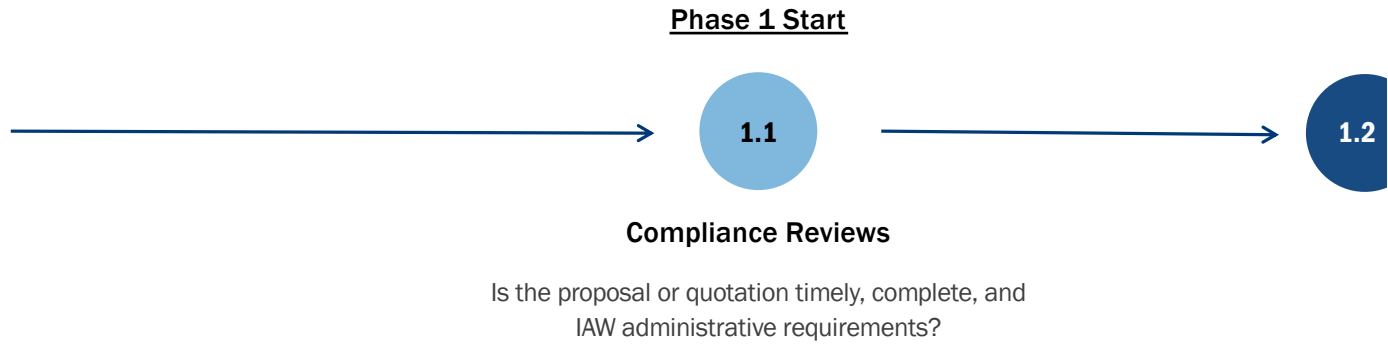 Phase 1 Start
1.1
1.2
Compliance Reviews
Is the proposal or quotation timely, complete, and
IAW administrative requirements?